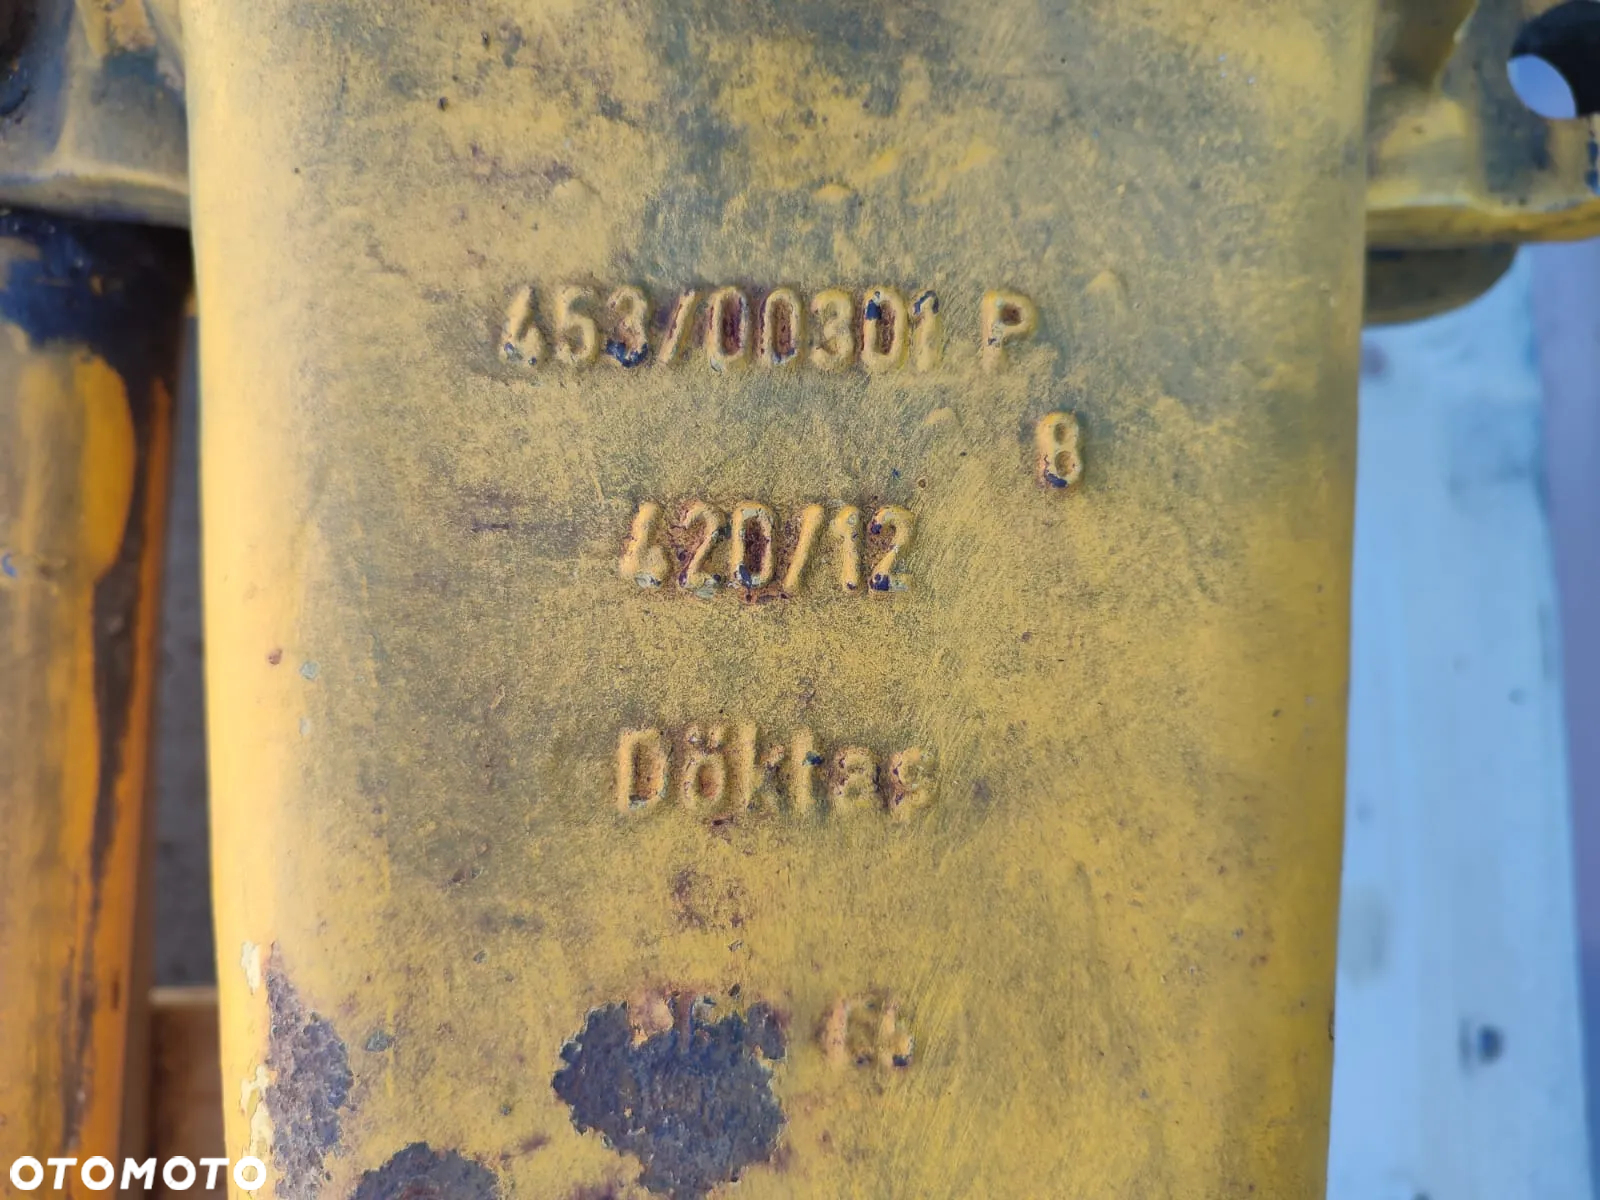 453/00301 P
8
420/12
Döktas
OTOMOTO